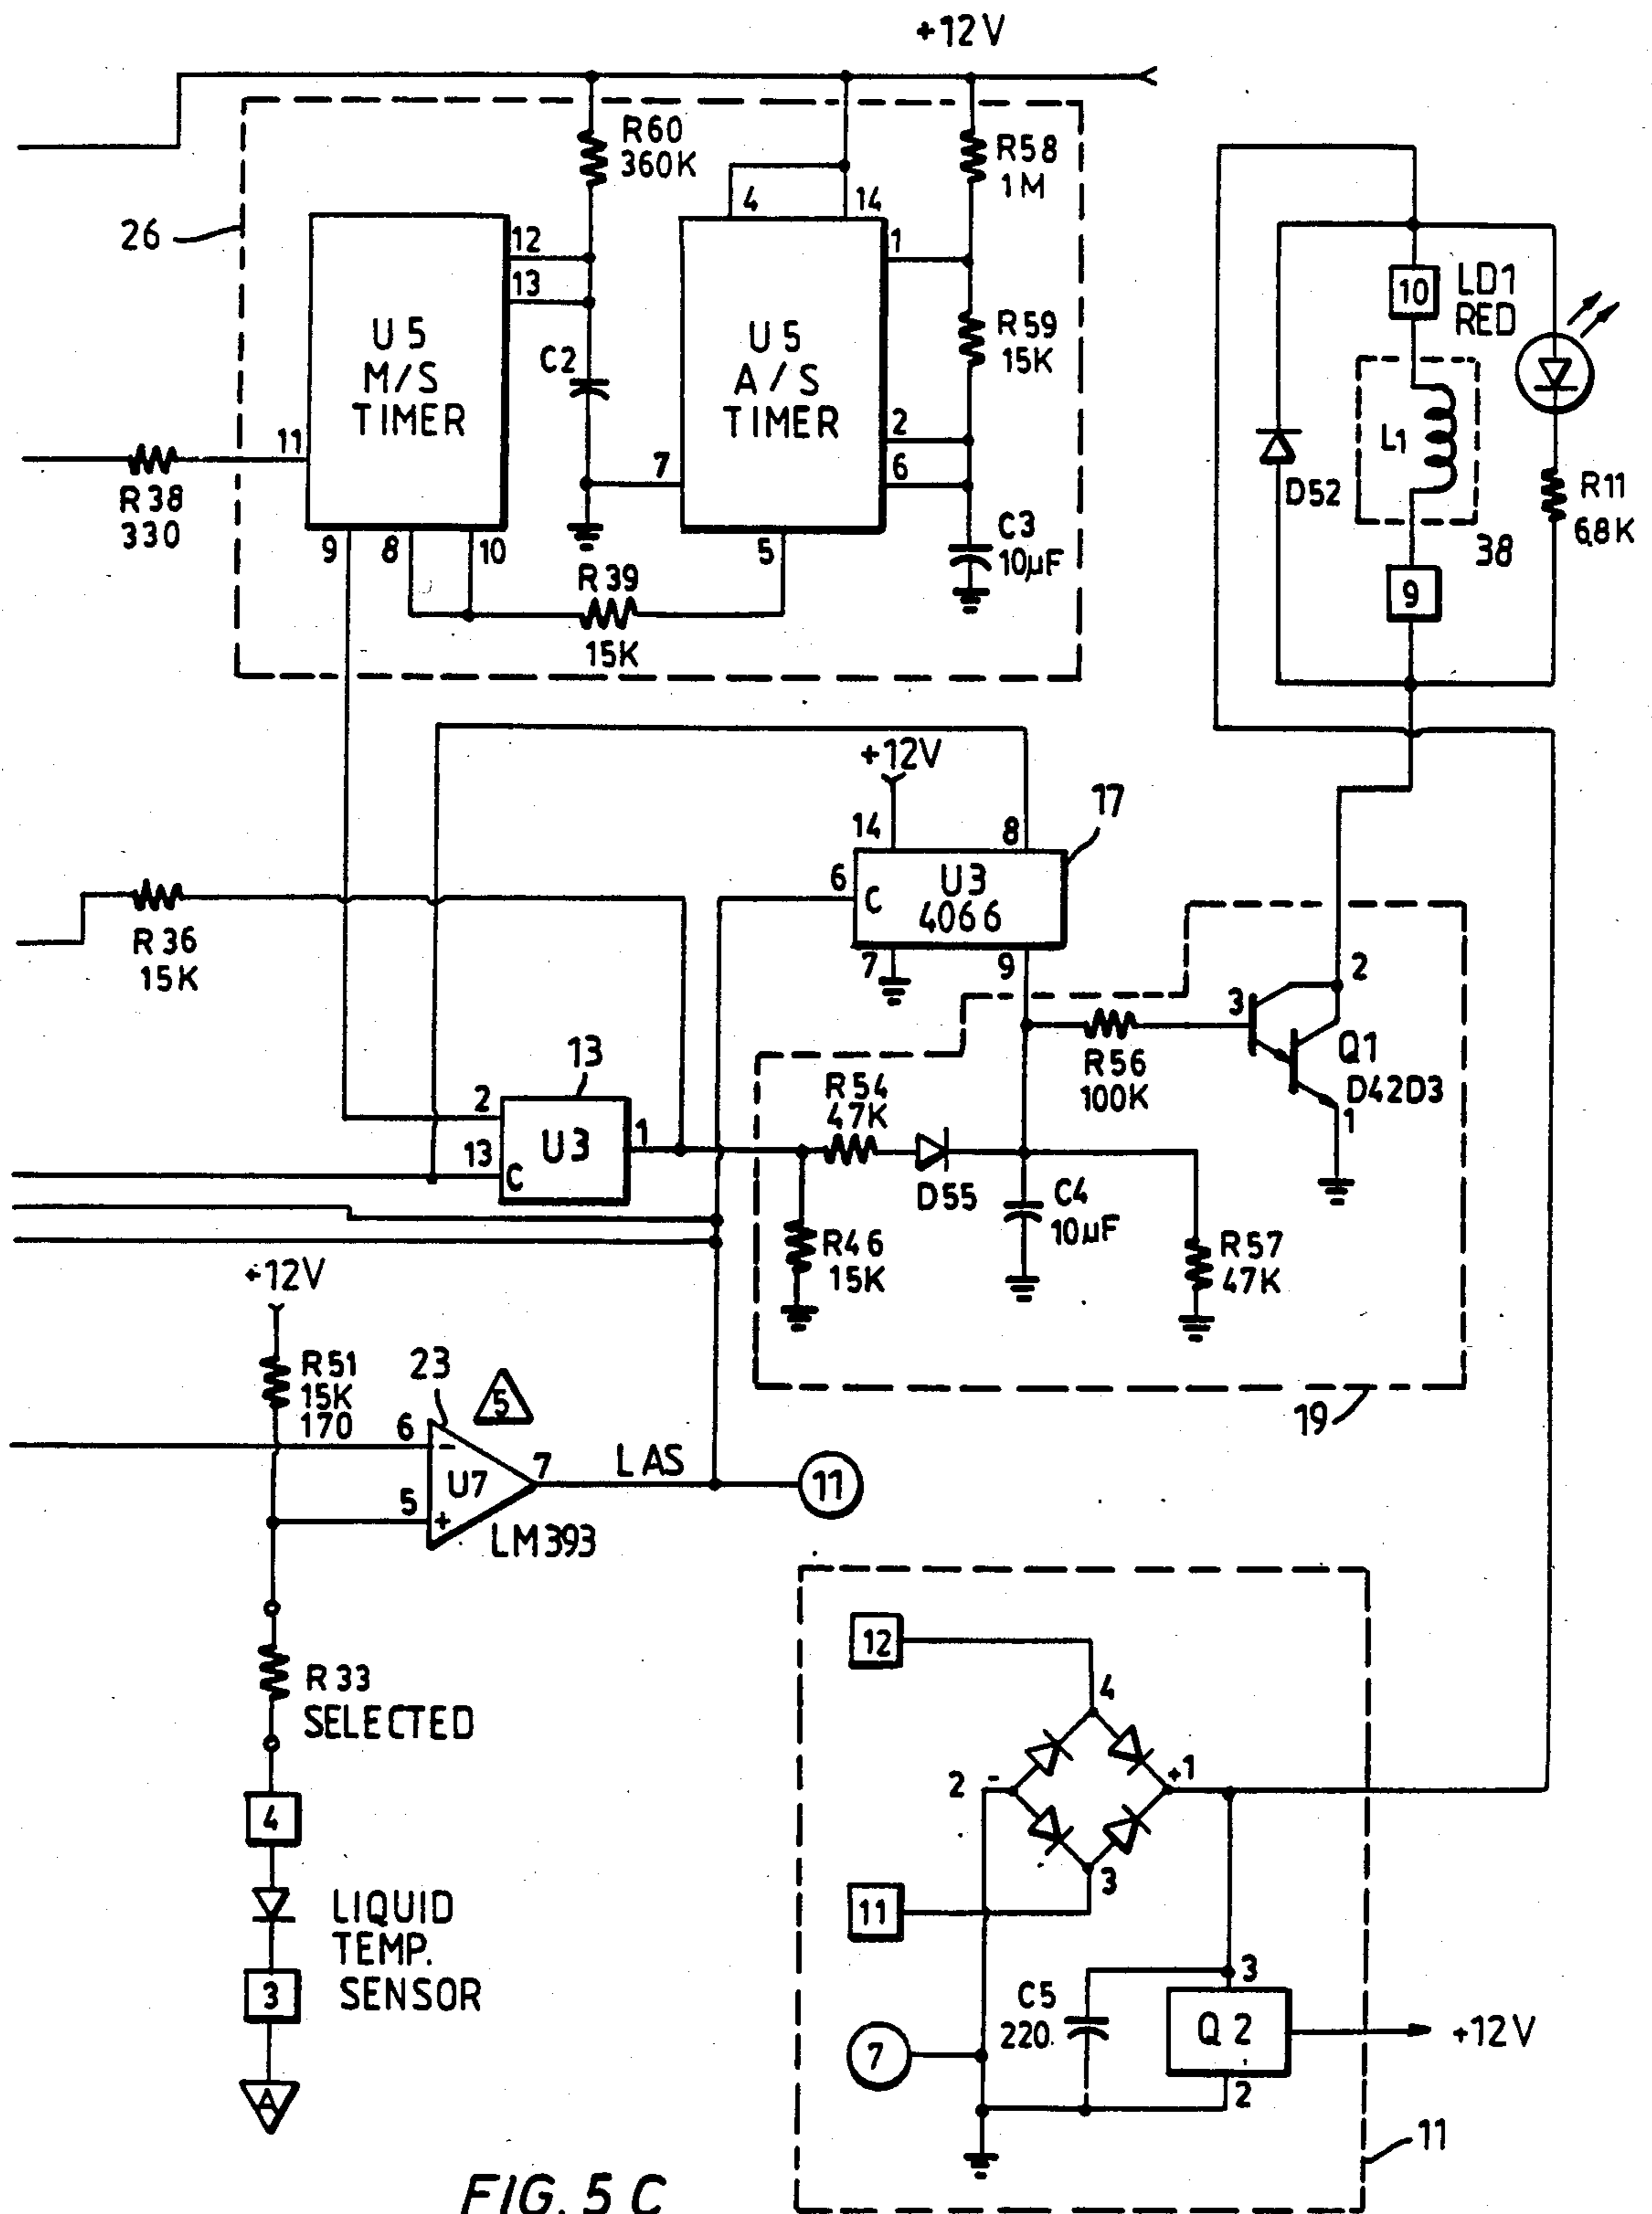 +12V
R60
360K
R58
1M
26
4
14
12
13
1
U5
M/S
TIMER
C2
U5
A/S
TIMER
R59
15K
10
LD1
RED
L1
D52
R11
6.8K
38
9
11
R38
330
7
2
6
9
8
10
R39
15K
5
C3
10µF
+12V
17
14
8
6
C
U3
4066
7
9
R36
15K
3
2
Q1
D42D3
1
R56
100K
13
2
13
C
U3
1
R54
47K
D55
C4
10µF
R46
15K
R57
47K
19
+12V
R51
15K
170
23
5
6
-
5
+
U7
7
LM393
LAS
11
R33
SELECTED
4
LIQUID
TEMP.
SENSOR
3
A
12
4
2
-
+1
3
11
C5
220
3
Q2
2
+12V
7
11
FIG. 5C